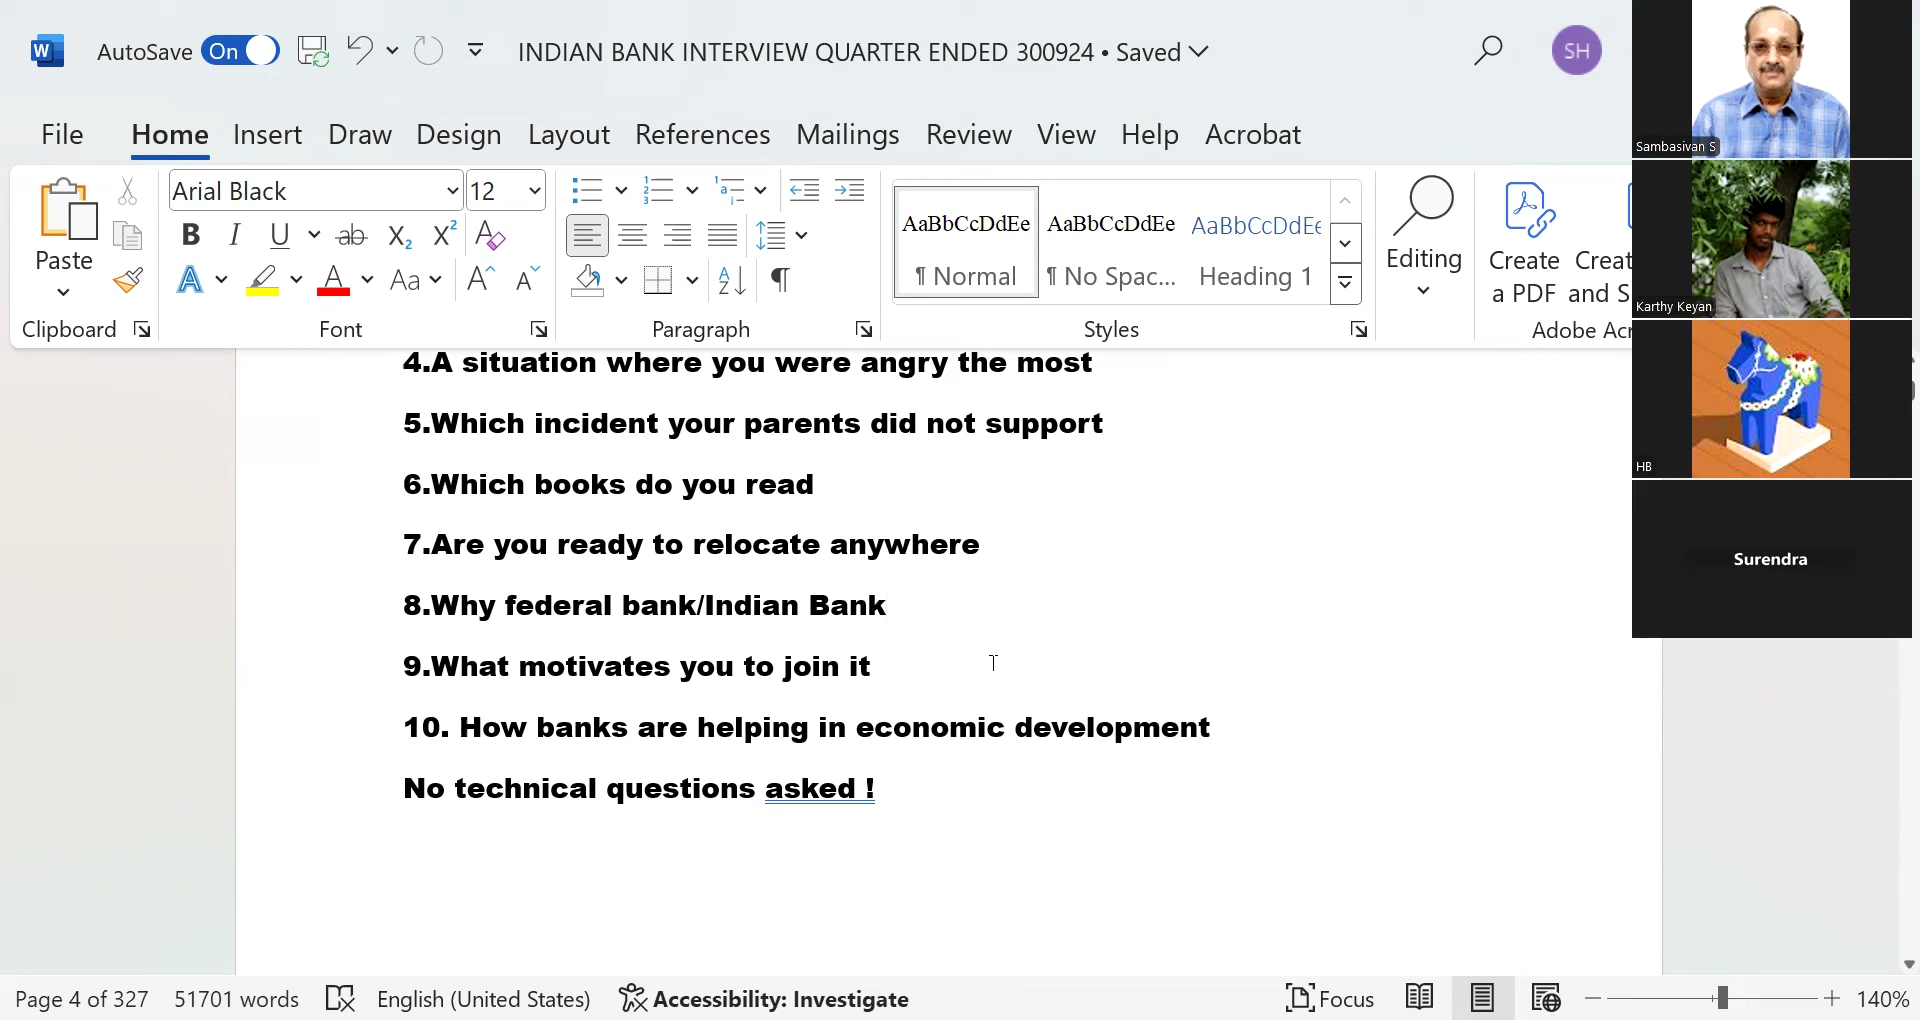 AutoSave On INDIAN BANK INTERVIEW QUARTER ENDED 300924 • Saved SH
File Home Insert Draw Design Layout References Mailings Review View Help Acrobat
Arial Black 12
Paste
Clipboard Font Paragraph
AaBbCcDdEe AaBbCcDdEe AaBbCcDdEe
¶ Normal ¶ No Spac... Heading 1
Styles
Editing
Create
a PDF
Sambasivan S
Karthy Keyan
HB
Surendra
4.A situation where you were angry the most
5.Which incident your parents did not support
6.Which books do you read
7.Are you ready to relocate anywhere
8.Why federal bank/Indian Bank
9.What motivates you to join it
10. How banks are helping in economic development
No technical questions asked !
Page 4 of 327 51701 words English (United States) Accessibility: Investigate Focus 140%